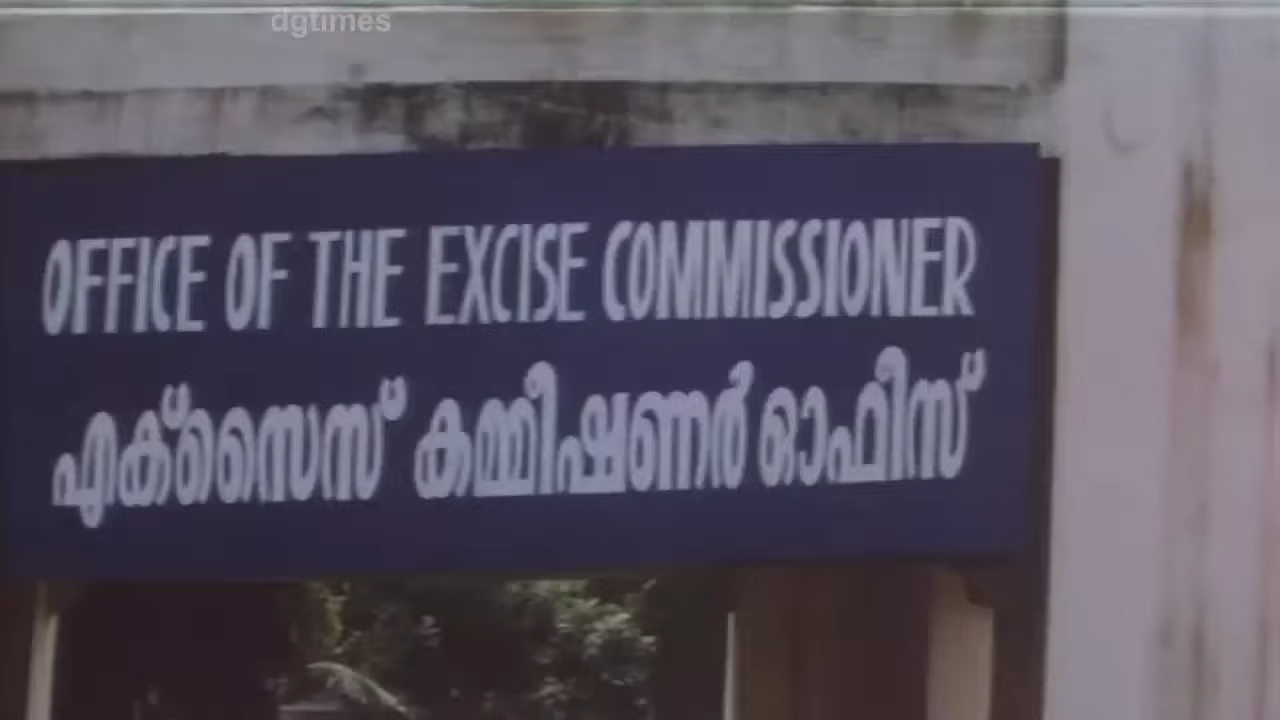 dgtimes
OFFICE OF THE EXCISE COMMISSIONER
എക്സൈസ് കമ്മീഷണർ ഓഫീസ്